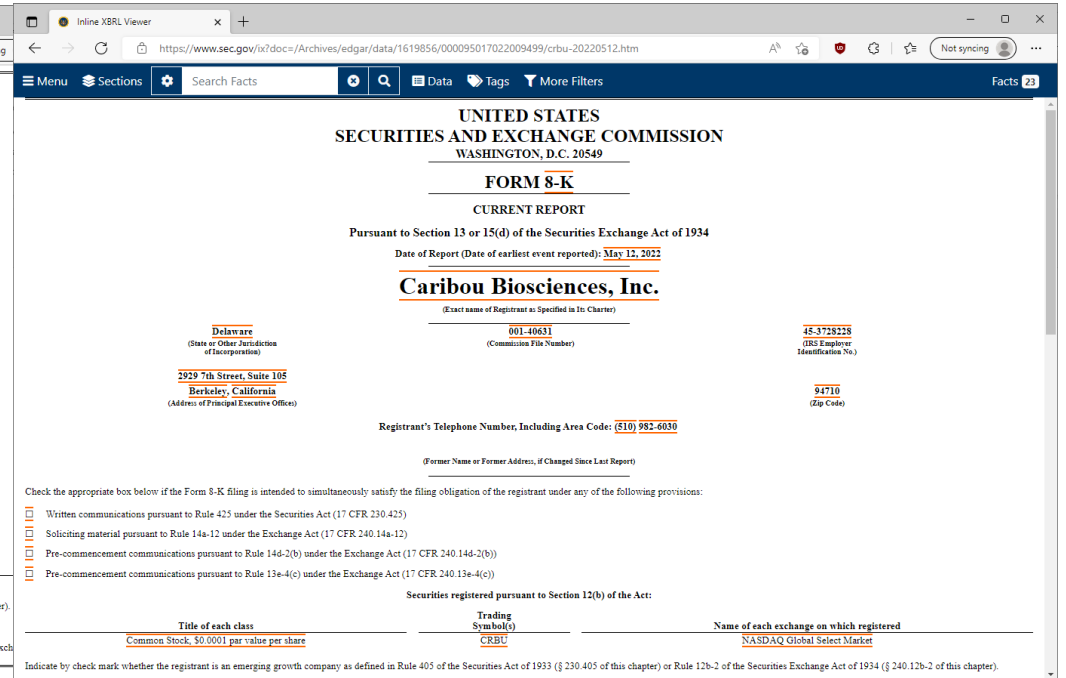 Inline XBRL Viewer
https://www.sec.gov/ix?doc=/Archives/edgar/data/1619856/000095017022009499/crbu-20220512.htm
Not syncing
Menu Sections Search Facts Data Tags More Filters Facts 23
UNITED STATES
SECURITIES AND EXCHANGE COMMISSION
WASHINGTON, D.C. 20549
FORM 8-K
CURRENT REPORT
Pursuant to Section 13 or 15(d) of the Securities Exchange Act of 1934
Date of Report (Date of earliest event reported): May 12, 2022
Caribou Biosciences, Inc.
(Exact name of Registrant as Specified in Its Charter)
Delaware 001-40631 45-3728228
(State or Other Jurisdiction (Commission File Number) (IRS Employer
of Incorporation) Identification No.)
2929 7th Street, Suite 105
Berkeley, California 94710
(Address of Principal Executive Offices) (Zip Code)
Registrant’s Telephone Number, Including Area Code: (510) 982-6030
(Former Name or Former Address, if Changed Since Last Report)
Check the appropriate box below if the Form 8-K filing is intended to simultaneously satisfy the filing obligation of the registrant under any of the following provisions:
☐ Written communications pursuant to Rule 425 under the Securities Act (17 CFR 230.425)
☐ Soliciting material pursuant to Rule 14a-12 under the Exchange Act (17 CFR 240.14a-12)
☐ Pre-commencement communications pursuant to Rule 14d-2(b) under the Exchange Act (17 CFR 240.14d-2(b))
☐ Pre-commencement communications pursuant to Rule 13e-4(c) under the Exchange Act (17 CFR 240.13e-4(c))
Securities registered pursuant to Section 12(b) of the Act:
Trading
Title of each class Symbol(s) Name of each exchange on which registered
Common Stock, $0.0001 par value per share CRBU NASDAQ Global Select Market
Indicate by check mark whether the registrant is an emerging growth company as defined in Rule 405 of the Securities Act of 1933 (§ 230.405 of this chapter) or Rule 12b-2 of the Securities Exchange Act of 1934 (§ 240.12b-2 of this chapter).